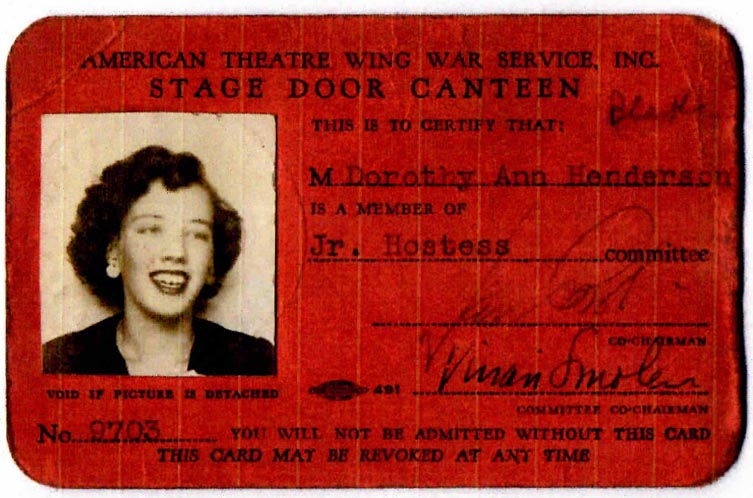 AMERICAN THEATRE WING WAR SERVICE, INC.
STAGE DOOR CANTEEN
THIS IS TO CERTIFY THAT:
M Dorothy Ann Henderson
IS A MEMBER OF
Jr. Hostess committee
CO-CHAIRMAN
Vivian Smolen
COMMITTEE CO-CHAIRMAN
VOID IF PICTURE IS DETACHED
491
No. 9703 YOU WILL NOT BE ADMITTED WITHOUT THIS CARD
THIS CARD MAY BE REVOKED AT ANY TIME